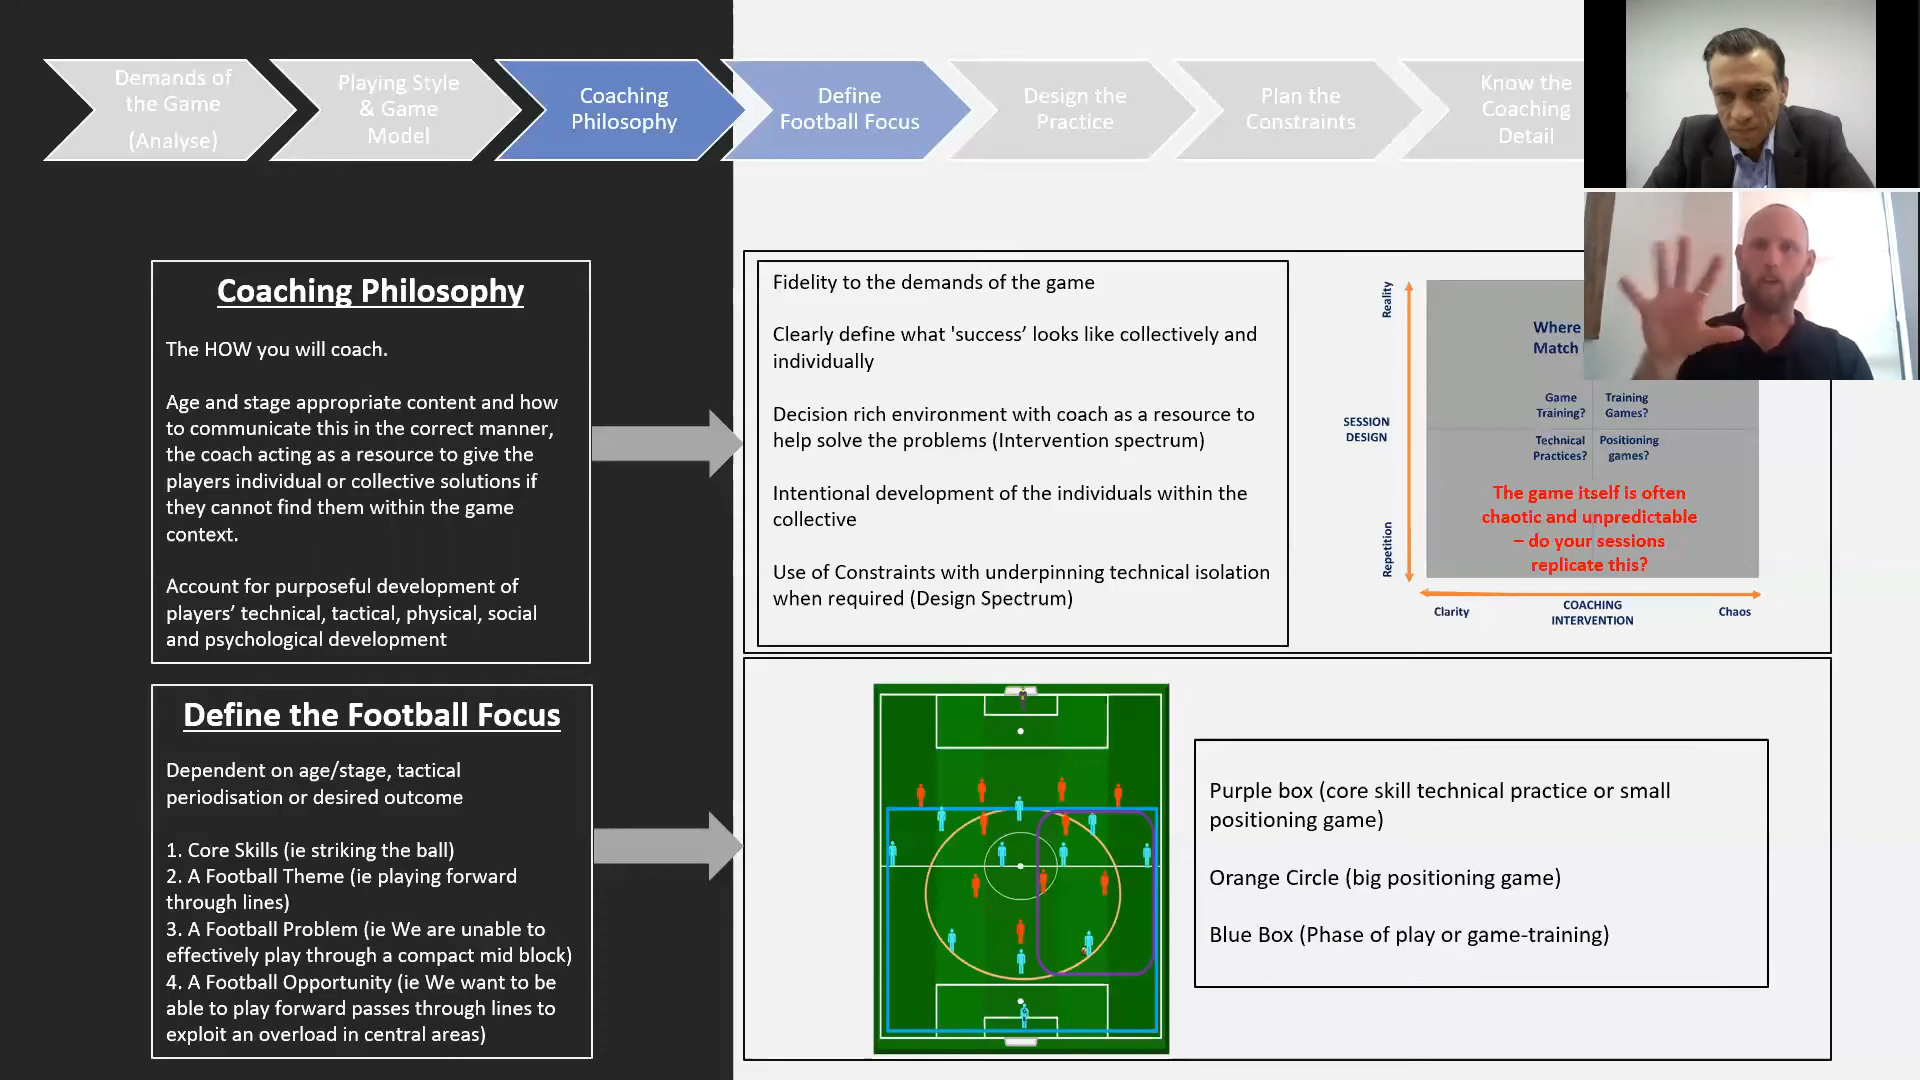 Demands of
the Game
(Analyse)
Playing Style
& Game
Model
Coaching
Philosophy
Define
Football Focus
Design the
Practice
Plan the
Constraints
Know the
Coaching
Detail
Coaching Philosophy
The HOW you will coach.
Age and stage appropriate content and how
to communicate this in the correct manner,
the coach acting as a resource to give the
players individual or collective solutions if
they cannot find them within the game
context.
Account for purposeful development of
players’ technical, tactical, physical, social
and psychological development
Fidelity to the demands of the game
Clearly define what 'success’ looks like collectively and
individually
Decision rich environment with coach as a resource to
help solve the problems (Intervention spectrum)
Intentional development of the individuals within the
collective
Use of Constraints with underpinning technical isolation
when required (Design Spectrum)
Reality
SESSION
DESIGN
Repetition
Where
Match
Game
Training?
Training
Games?
Technical
Practices?
Positioning
games?
The game itself is often
chaotic and unpredictable
– do your sessions
replicate this?
Clarity
COACHING
INTERVENTION
Chaos
Define the Football Focus
Dependent on age/stage, tactical
periodisation or desired outcome
1. Core Skills (ie striking the ball)
2. A Football Theme (ie playing forward
through lines)
3. A Football Problem (ie We are unable to
effectively play through a compact mid block)
4. A Football Opportunity (ie We want to be
able to play forward passes through lines to
exploit an overload in central areas)
Purple box (core skill technical practice or small
positioning game)
Orange Circle (big positioning game)
Blue Box (Phase of play or game-training)